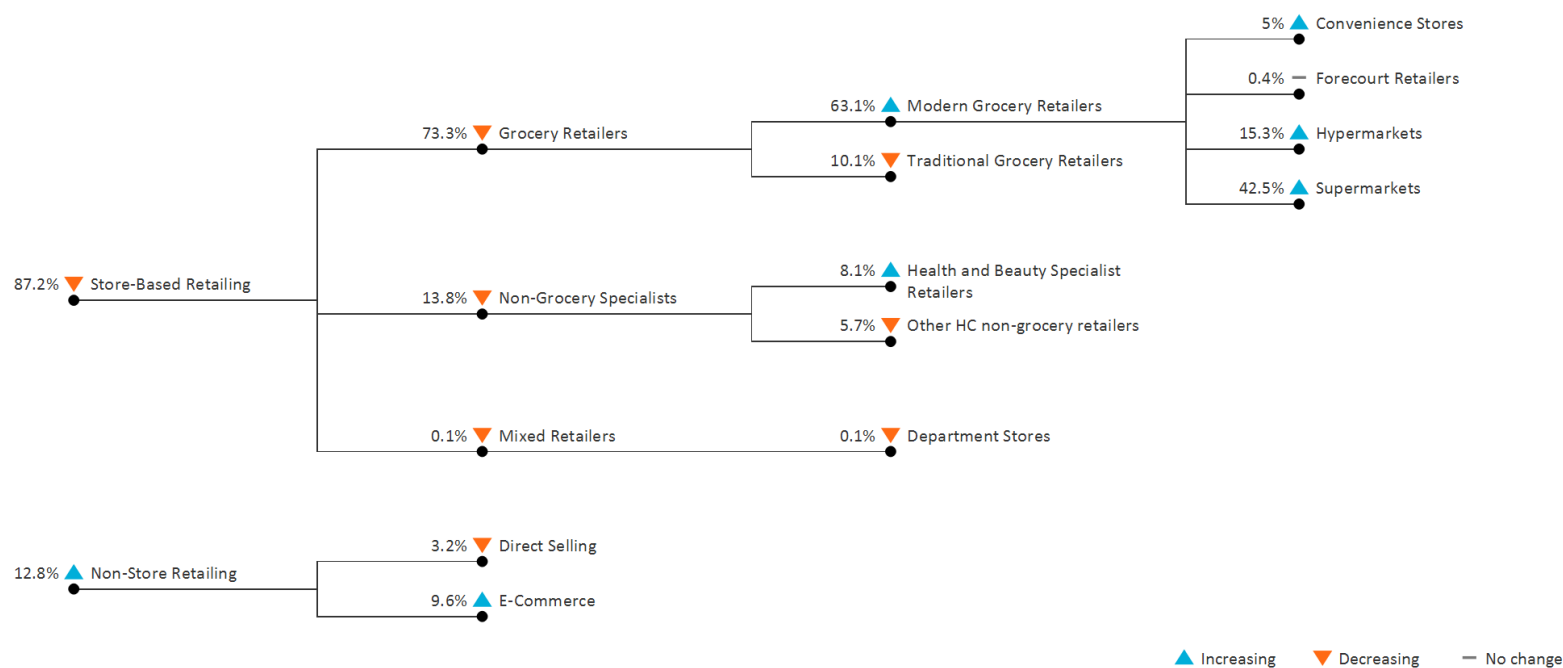 5% Convenience Stores
0.4% Forecourt Retailers
63.1% Modern Grocery Retailers
73.3% Grocery Retailers
15.3% Hypermarkets
10.1% Traditional Grocery Retailers
42.5% Supermarkets
8.1% Health and Beauty Specialist
Retailers
87.2% Store-Based Retailing
13.8% Non-Grocery Specialists
5.7% Other HC non-grocery retailers
0.1% Mixed Retailers
0.1% Department Stores
3.2% Direct Selling
12.8% Non-Store Retailing
9.6% E-Commerce
Increasing Decreasing No change